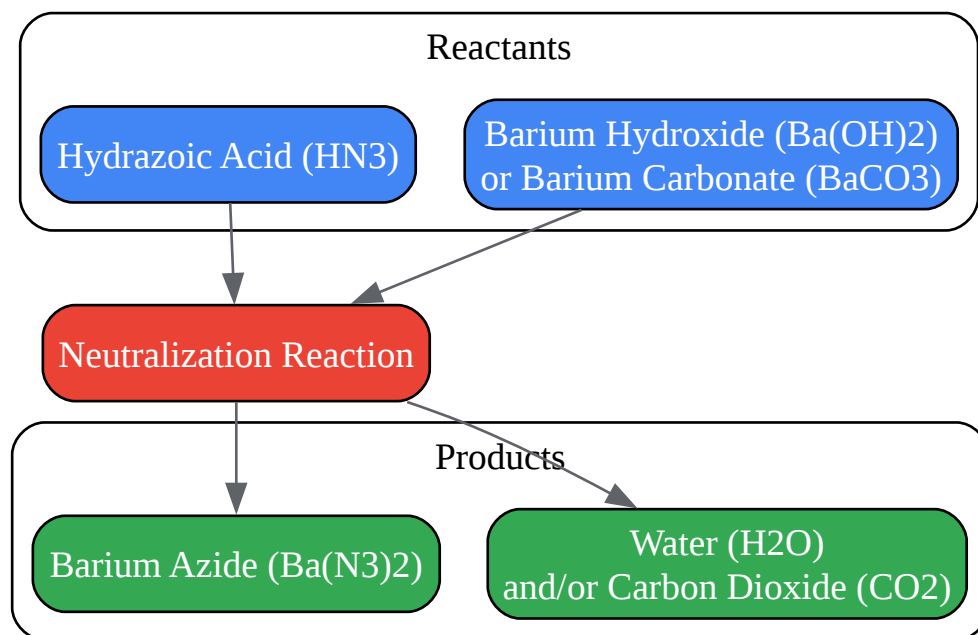 Reactants
Hydrazoic Acid (HN3)
Barium Hydroxide (Ba(OH)2)
or Barium Carbonate (BaCO3)
Neutralization Reaction
Products
Barium Azide (Ba(N3)2)
Water (H2O)
and/or Carbon Dioxide (CO2)